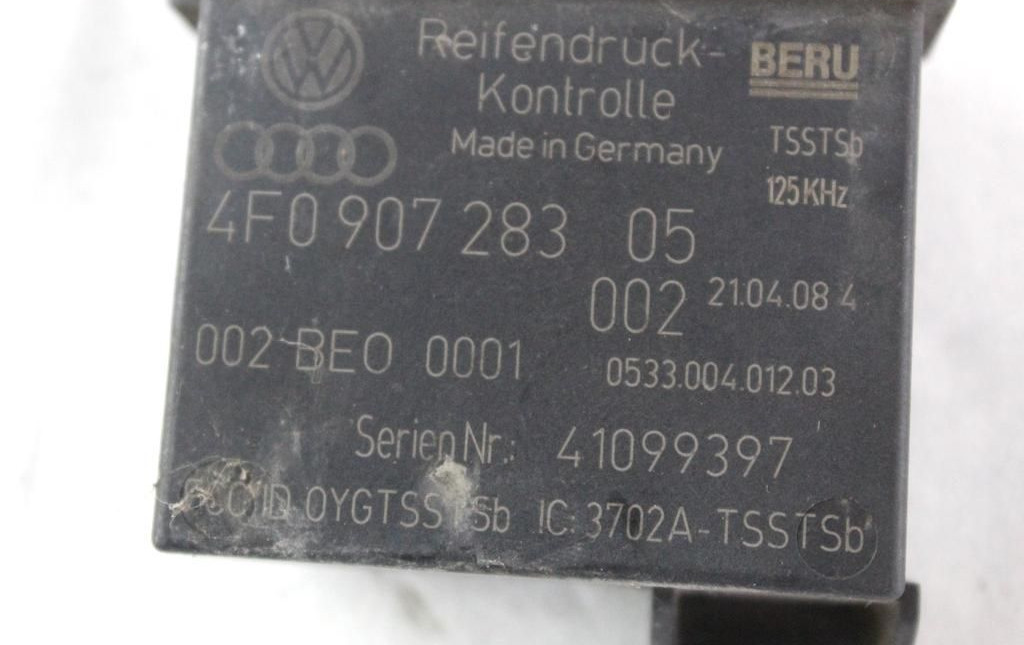 Reifendruck-
Kontrolle
BERU
Made in Germany
TSSTSb
125KHz
4F0 907 283 05
002 21.04.08 4
002 BEO 0001 0533.004.012.03
Serien Nr.: 41099397
ID IC: 3702A-TSSTSb